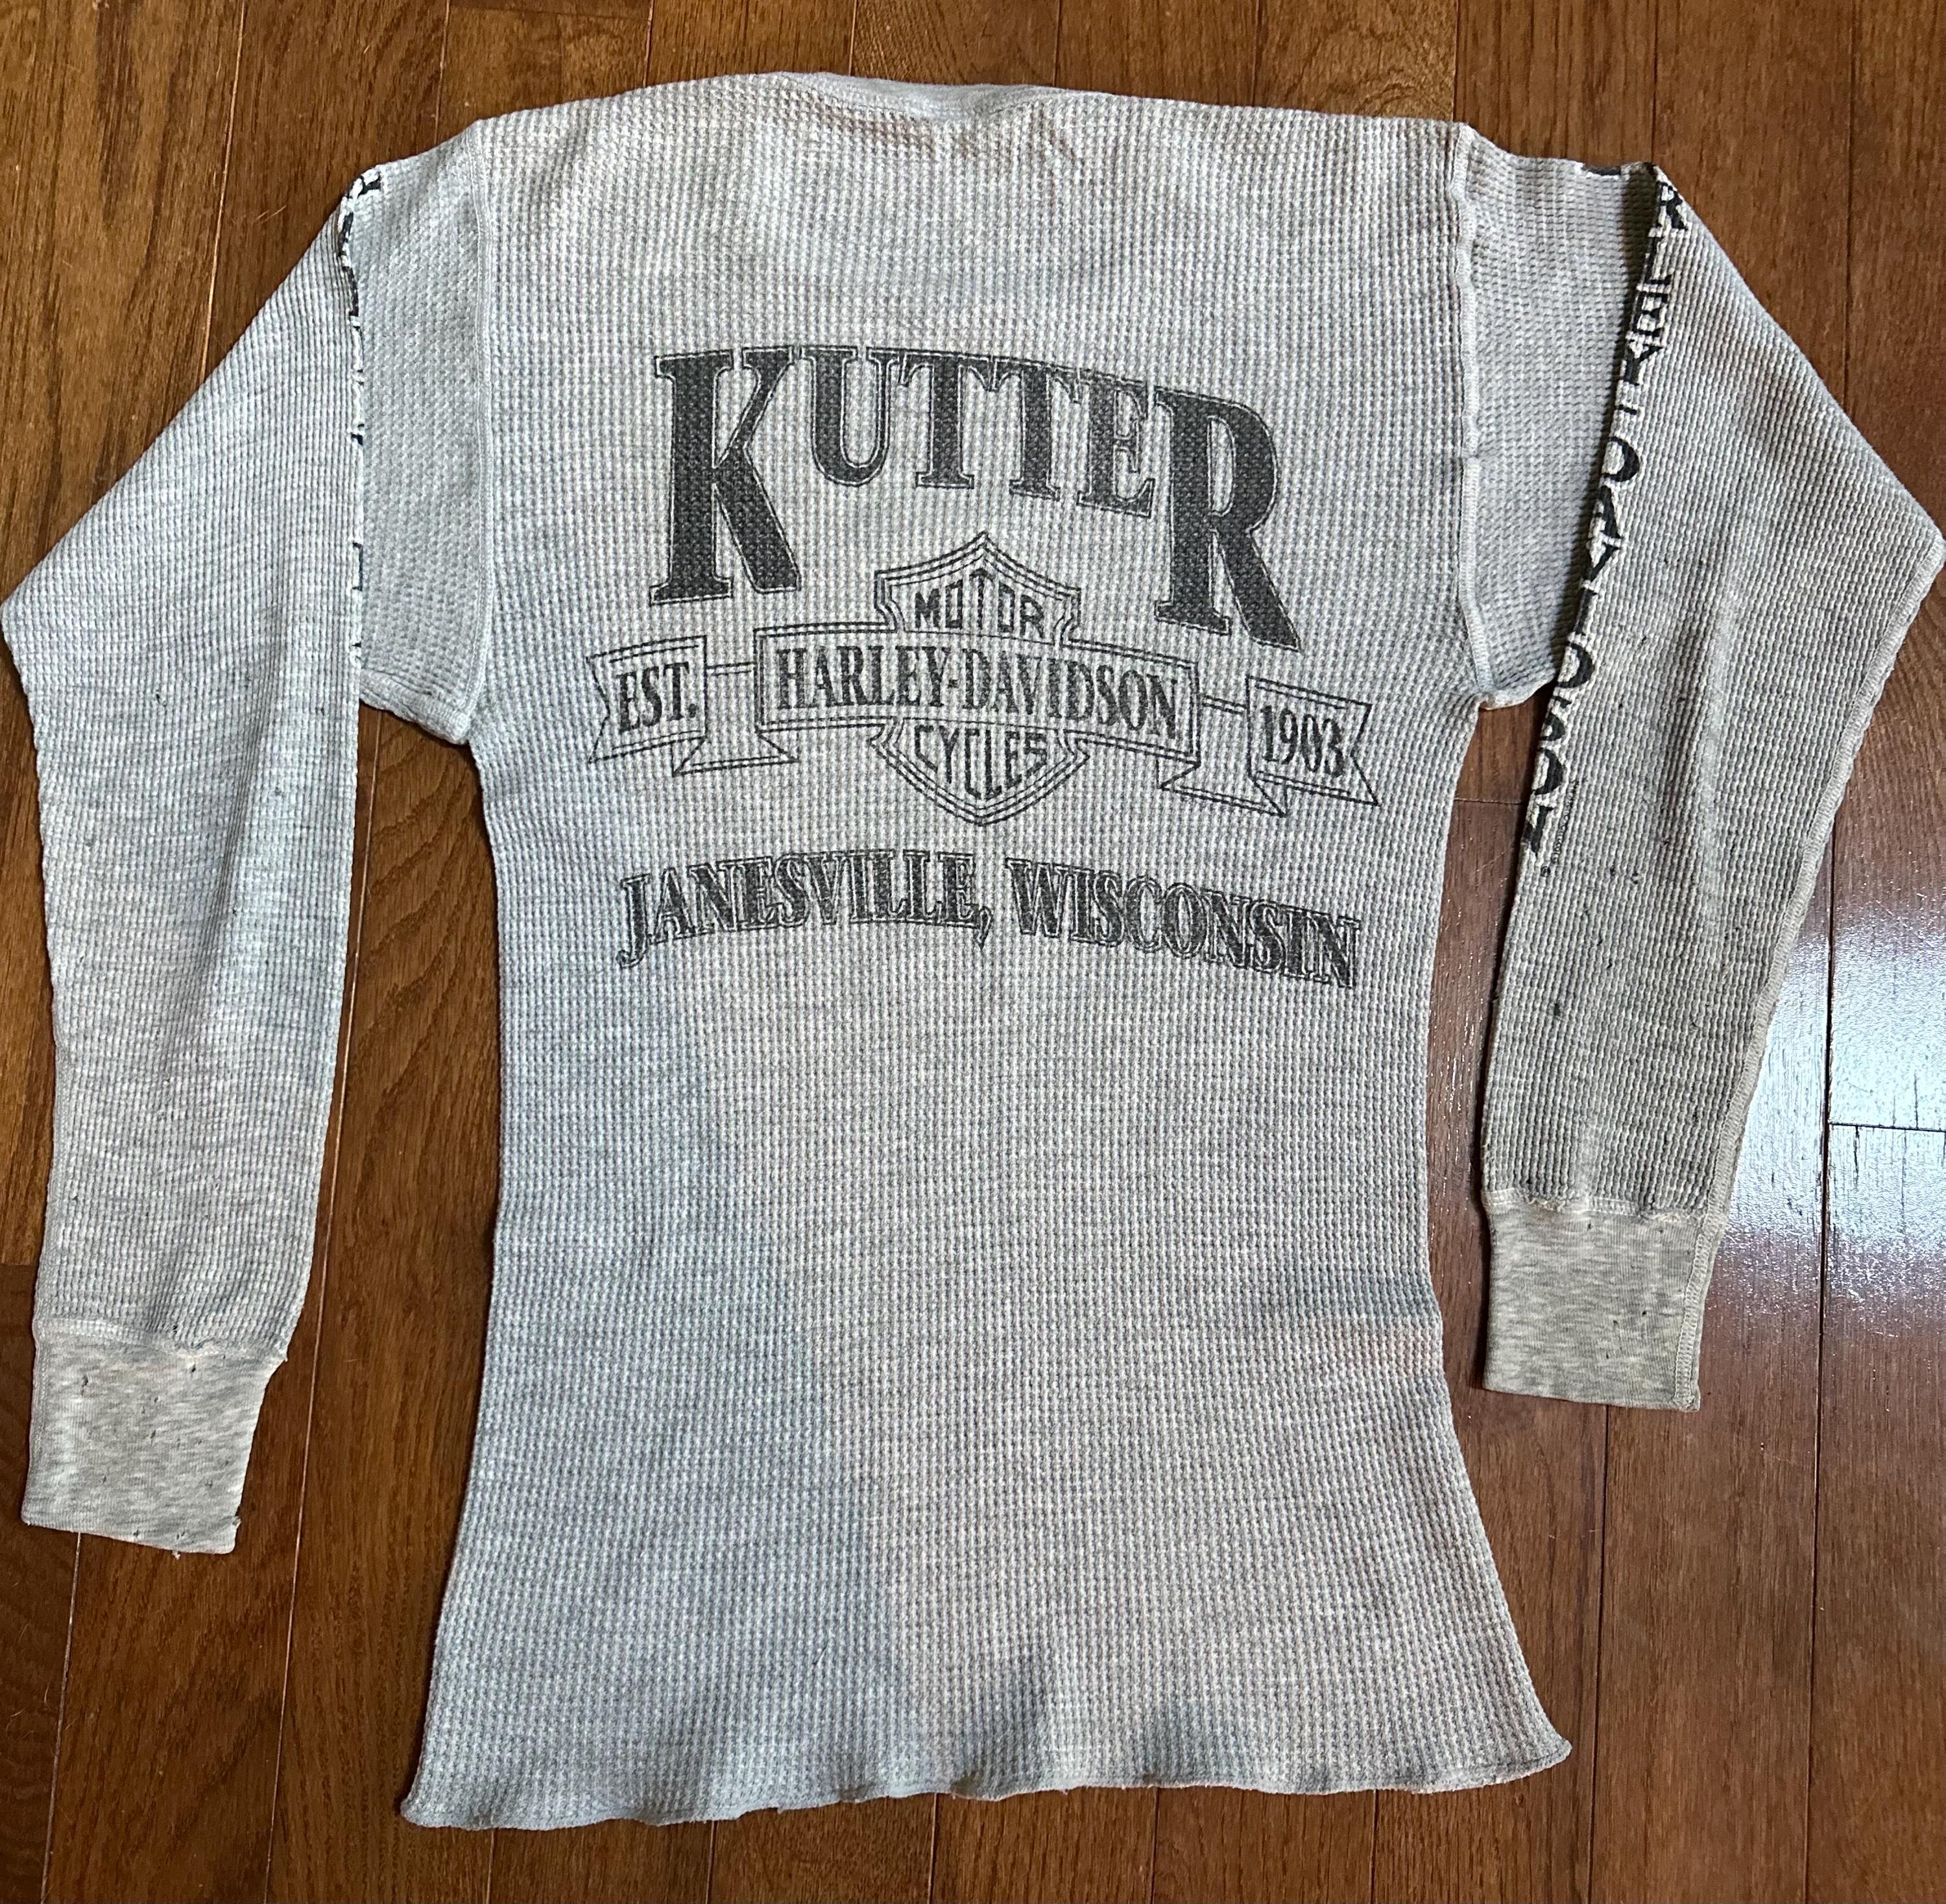 KUTTER
MOTOR
EST. HARLEY-DAVIDSON 1903
CYCLES
JANESVILLE, WISCONSIN